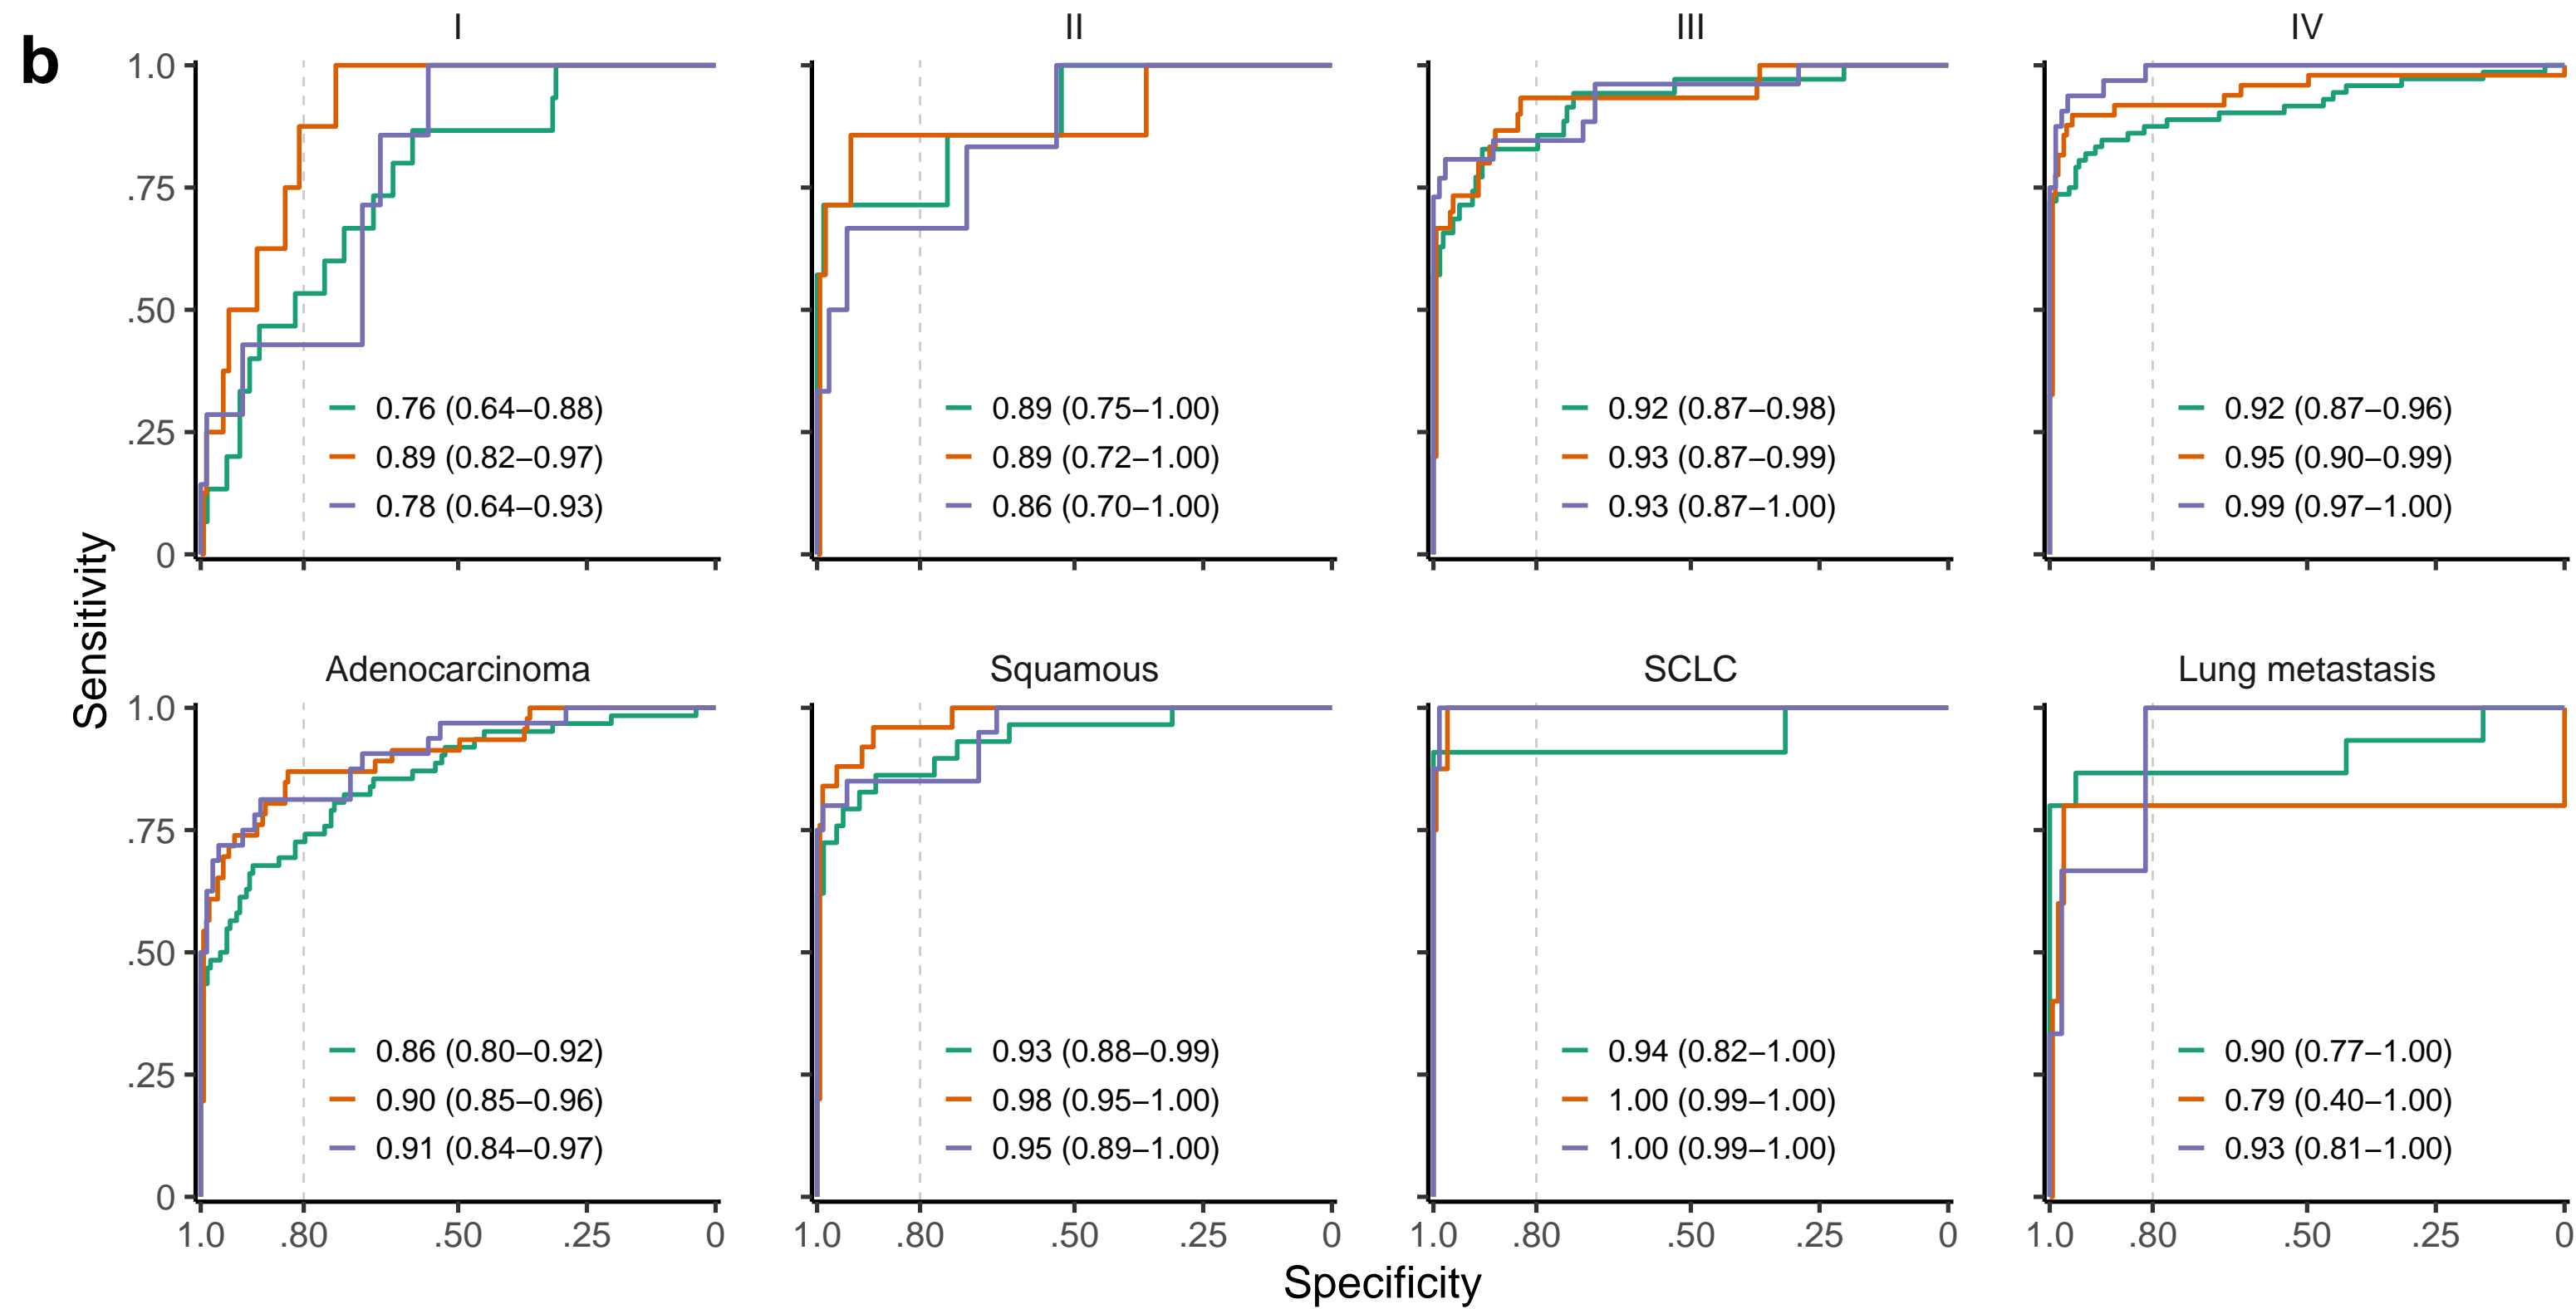 b
I
II
III
IV
1.0
.75
.50
.25
0
0.76 (0.64–0.88)
0.89 (0.82–0.97)
0.78 (0.64–0.93)
0.89 (0.75–1.00)
0.89 (0.72–1.00)
0.86 (0.70–1.00)
0.92 (0.87–0.98)
0.93 (0.87–0.99)
0.93 (0.87–1.00)
0.92 (0.87–0.96)
0.95 (0.90–0.99)
0.99 (0.97–1.00)
Sensitivity
Adenocarcinoma
Squamous
SCLC
Lung metastasis
1.0
.75
.50
.25
0
0.86 (0.80–0.92)
0.90 (0.85–0.96)
0.91 (0.84–0.97)
0.93 (0.88–0.99)
0.98 (0.95–1.00)
0.95 (0.89–1.00)
0.94 (0.82–1.00)
1.00 (0.99–1.00)
1.00 (0.99–1.00)
0.90 (0.77–1.00)
0.79 (0.40–1.00)
0.93 (0.81–1.00)
1.0 .80 .50 .25 0
1.0 .80 .50 .25 0
1.0 .80 .50 .25 0
1.0 .80 .50 .25 0
Specificity